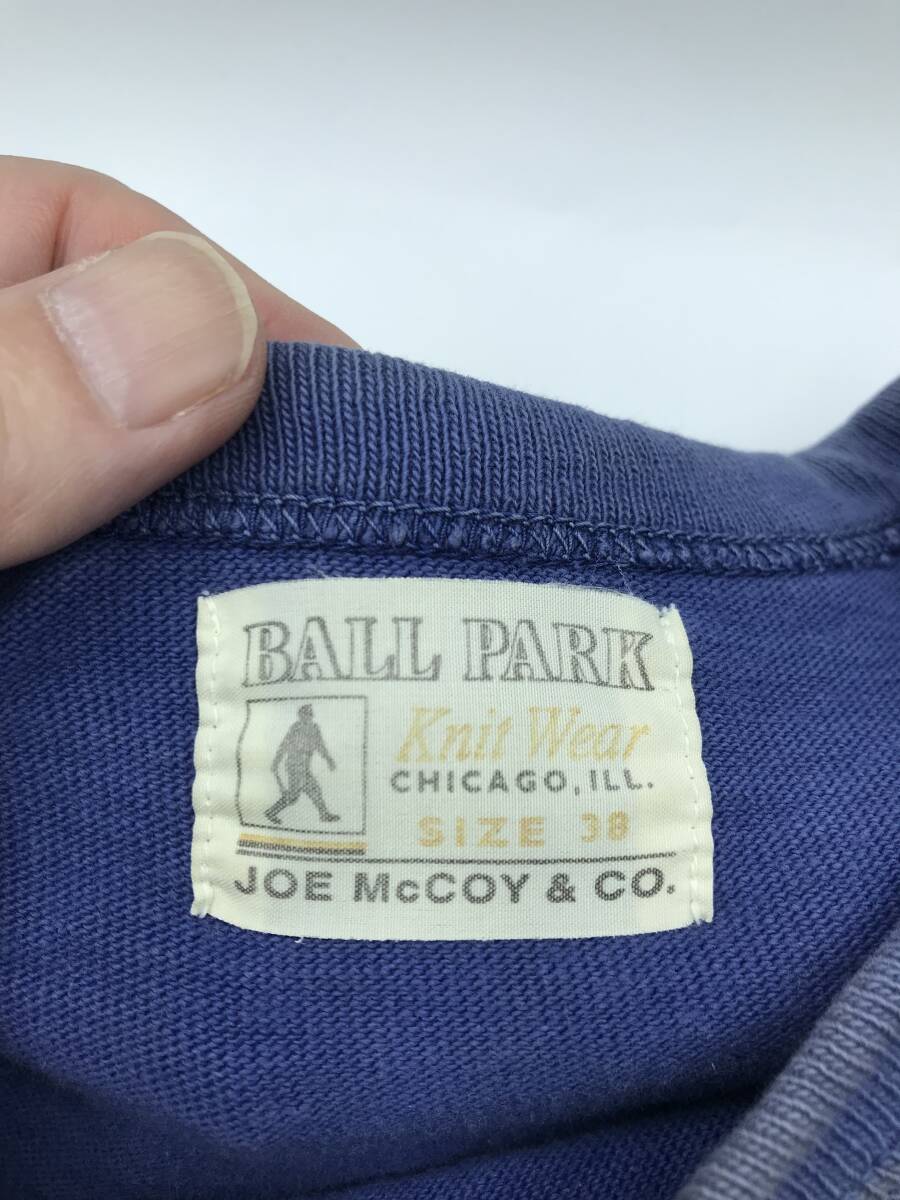 BALL PARK
Knit Wear
CHICAGO, ILL.
SIZE 38
JOE McCOY & CO.